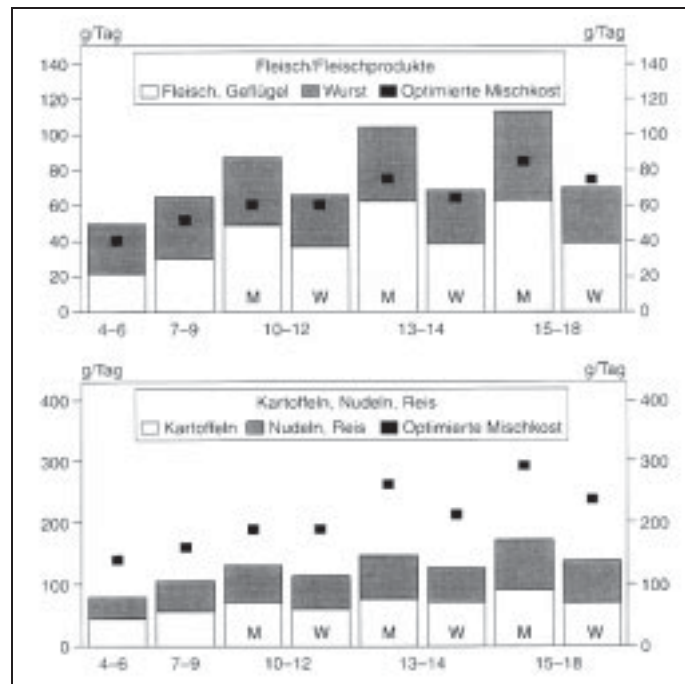 g/Tag g/Tag
Fleisch/Fleischprodukte
Fleisch, Geflügel Wurst Optimierte Mischkost
140 140
120 120
100 100
80 80
60 60
40 40
20 20
0 M W M W M W 0
4–6 7–9 10–12 13–14 15–18
g/Tag g/Tag
Kartoffeln, Nudeln, Reis
Kartoffeln Nudeln, Reis Optimierte Mischkost
400 400
300 300
200 200
100 100
0 M W M W M W 0
4–6 7–9 10–12 13–14 15–18